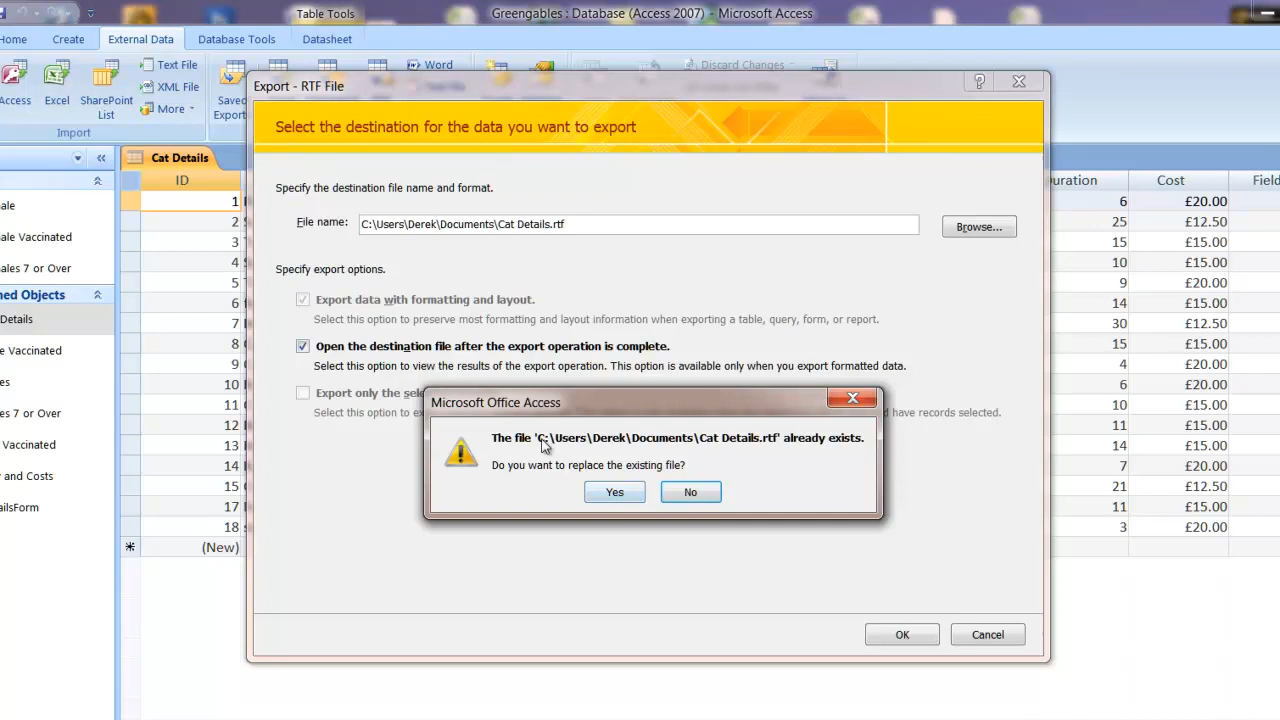 Table Tools
Greengables : Database (Access 2007) - Microsoft Access
Home Create External Data Database Tools Datasheet
Access
Excel
SharePoint
List
Text File
XML File
More
Saved
Export
Word
Discard Changes
Import
Export - RTF File
Select the destination for the data you want to export
Specify the destination file name and format.
File name: C:\Users\Derek\Documents\Cat Details.rtf
Browse...
Specify export options.
Export data with formatting and layout.
Select this option to preserve most formatting and layout information when exporting a table, query, form, or report.
Open the destination file after the export operation is complete.
Select this option to view the results of the export operation. This option is available only when you export formatted data.
Export only the sele
Select this option to ex
have records selected.
OK Cancel
Microsoft Office Access
The file 'C:\Users\Derek\Documents\Cat Details.rtf' already exists.
Do you want to replace the existing file?
Yes No
ale
ale Vaccinated
ales 7 or Over
ned Objects
Details
e Vaccinated
es
es 7 or Over
Vaccinated
y and Costs
ailsForm
Cat Details
ID
1
2
3
4
5
6
7
8
9
10
11
12
13
14
15
17
18
(New)
uration Cost Field
6 £20.00
25 £12.50
15 £15.00
10 £15.00
9 £20.00
14 £15.00
30 £12.50
15 £15.00
4 £20.00
6 £20.00
10 £15.00
11 £15.00
14 £15.00
7 £20.00
21 £12.50
11 £15.00
3 £20.00